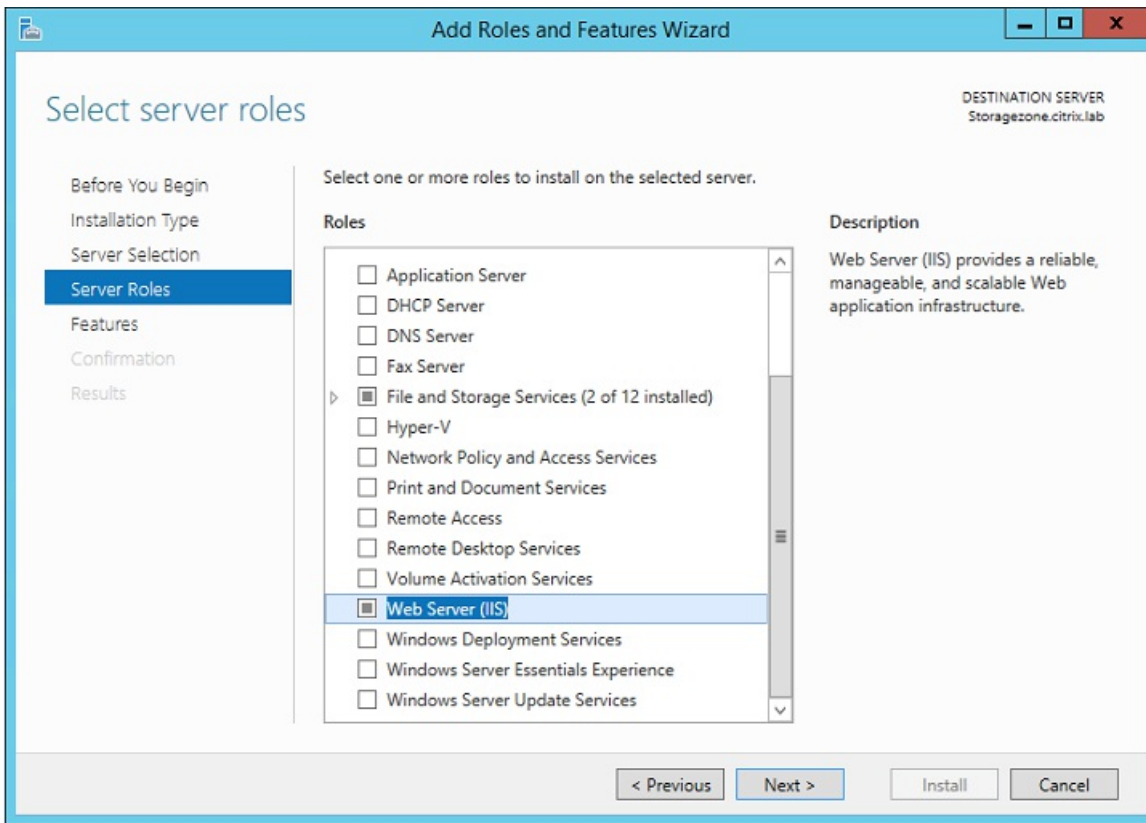 Add Roles and Features Wizard
Select server roles
DESTINATION SERVER
Storagezone.citrix.lab
Before You Begin
Installation Type
Server Selection
Server Roles
Features
Confirmation
Results
Select one or more roles to install on the selected server.
Roles
Application Server
DHCP Server
DNS Server
Fax Server
File and Storage Services (2 of 12 installed)
Hyper-V
Network Policy and Access Services
Print and Document Services
Remote Access
Remote Desktop Services
Volume Activation Services
Web Server (IIS)
Windows Deployment Services
Windows Server Essentials Experience
Windows Server Update Services
Description
Web Server (IIS) provides a reliable,
manageable, and scalable Web
application infrastructure.
< Previous
Next >
Install
Cancel